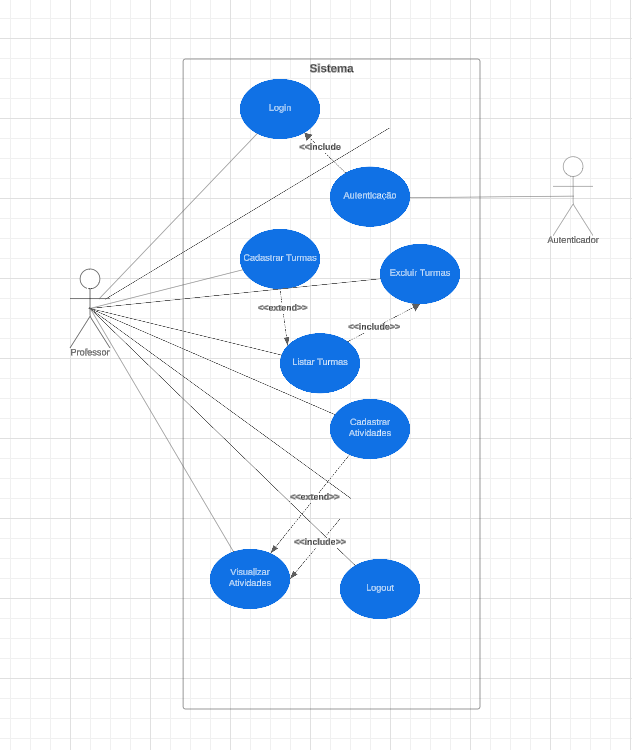 Sistema
Login
<<include
Autenticação
Autenticador
Cadastrar Turmas
Excluir Turmas
<<extend>>
<<include>>
Professor
Listar Turmas
Cadastrar
Atividades
<<extend>>
<<include>>
Visualizar
Atividades
Logout